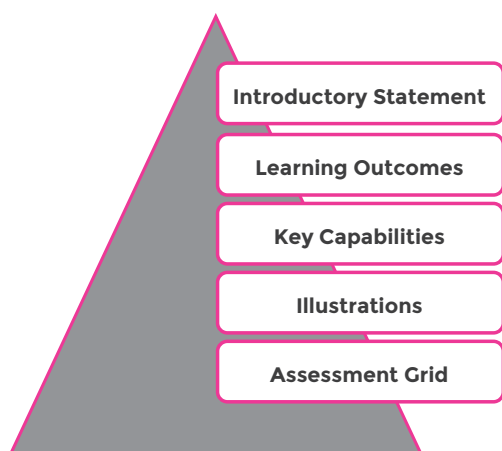 Introductory Statement
Learning Outcomes
Key Capabilities
Illustrations
Assessment Grid